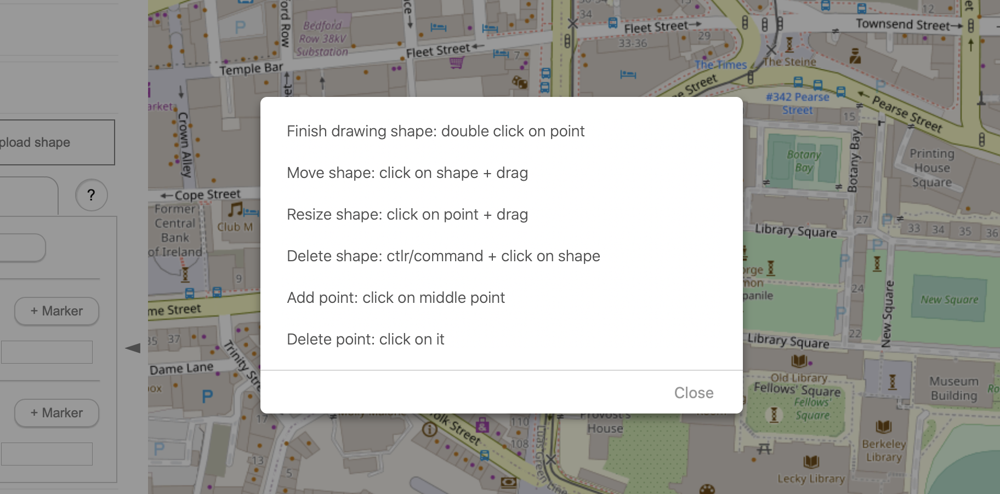 Finish drawing shape: double click on point
Move shape: click on shape + drag
Resize shape: click on point + drag
Delete shape: ctlr/command + click on shape
Add point: click on middle point
Delete point: click on it
Close
pload shape
?
+ Marker
+ Marker
ford Row
Bedford
Row 38kV
Substation
P
Temple Bar
Fleet Street
7
34
33-36
Fleet Street
29
12
Townsend Street
The Times
The Steine
Street
P
#342 Pearse
Street
Pearse Street
15
arket
Crown Alley
Cope Street
Former
Central
Bank
of Ireland
Club M
9
me Street
35
37
Trinity Stre
Dame Lane
ox
P
17
P
13
5
olk Street
110
108
Luas Green Line
House
Botany
Bay
Botany Bay
Printing
House
Square
27
P
33
34
35
36
Library Square
P
P
orge
mon
panile
24
P
New Square
New Square
22
Library Square
Old Library
Fellows' Square
Fellows'
Square
Museum
Building
Ro
Berkeley
Library
Lecky Library